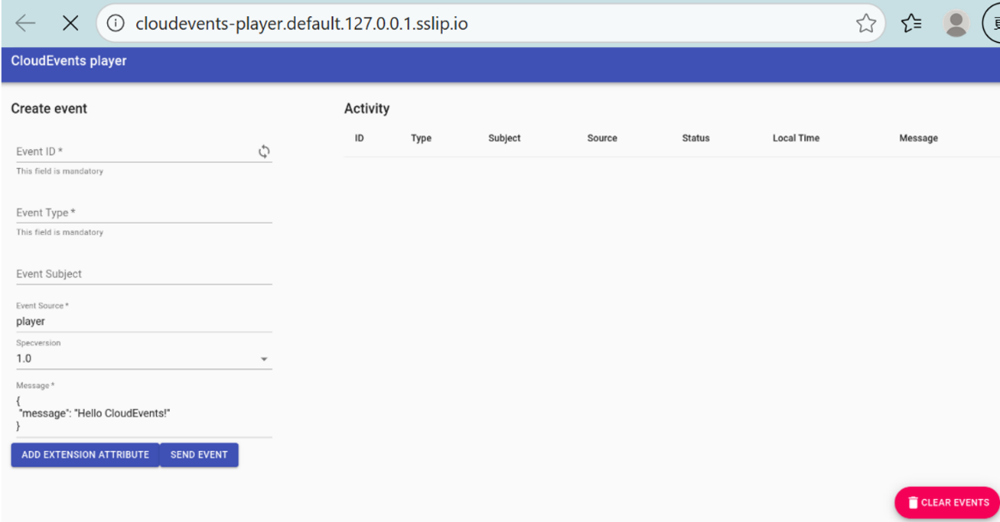 cloudevents-player.default.127.0.0.1.sslip.io
CloudEvents player
Create event
Activity
ID Type Subject Source Status Local Time Message
Event ID *
This field is mandatory
Event Type *
This field is mandatory
Event Subject
Event Source *
player
Specversion
1.0
Message *
{
"message": "Hello CloudEvents!"
}
ADD EXTENSION ATTRIBUTE SEND EVENT
CLEAR EVENTS